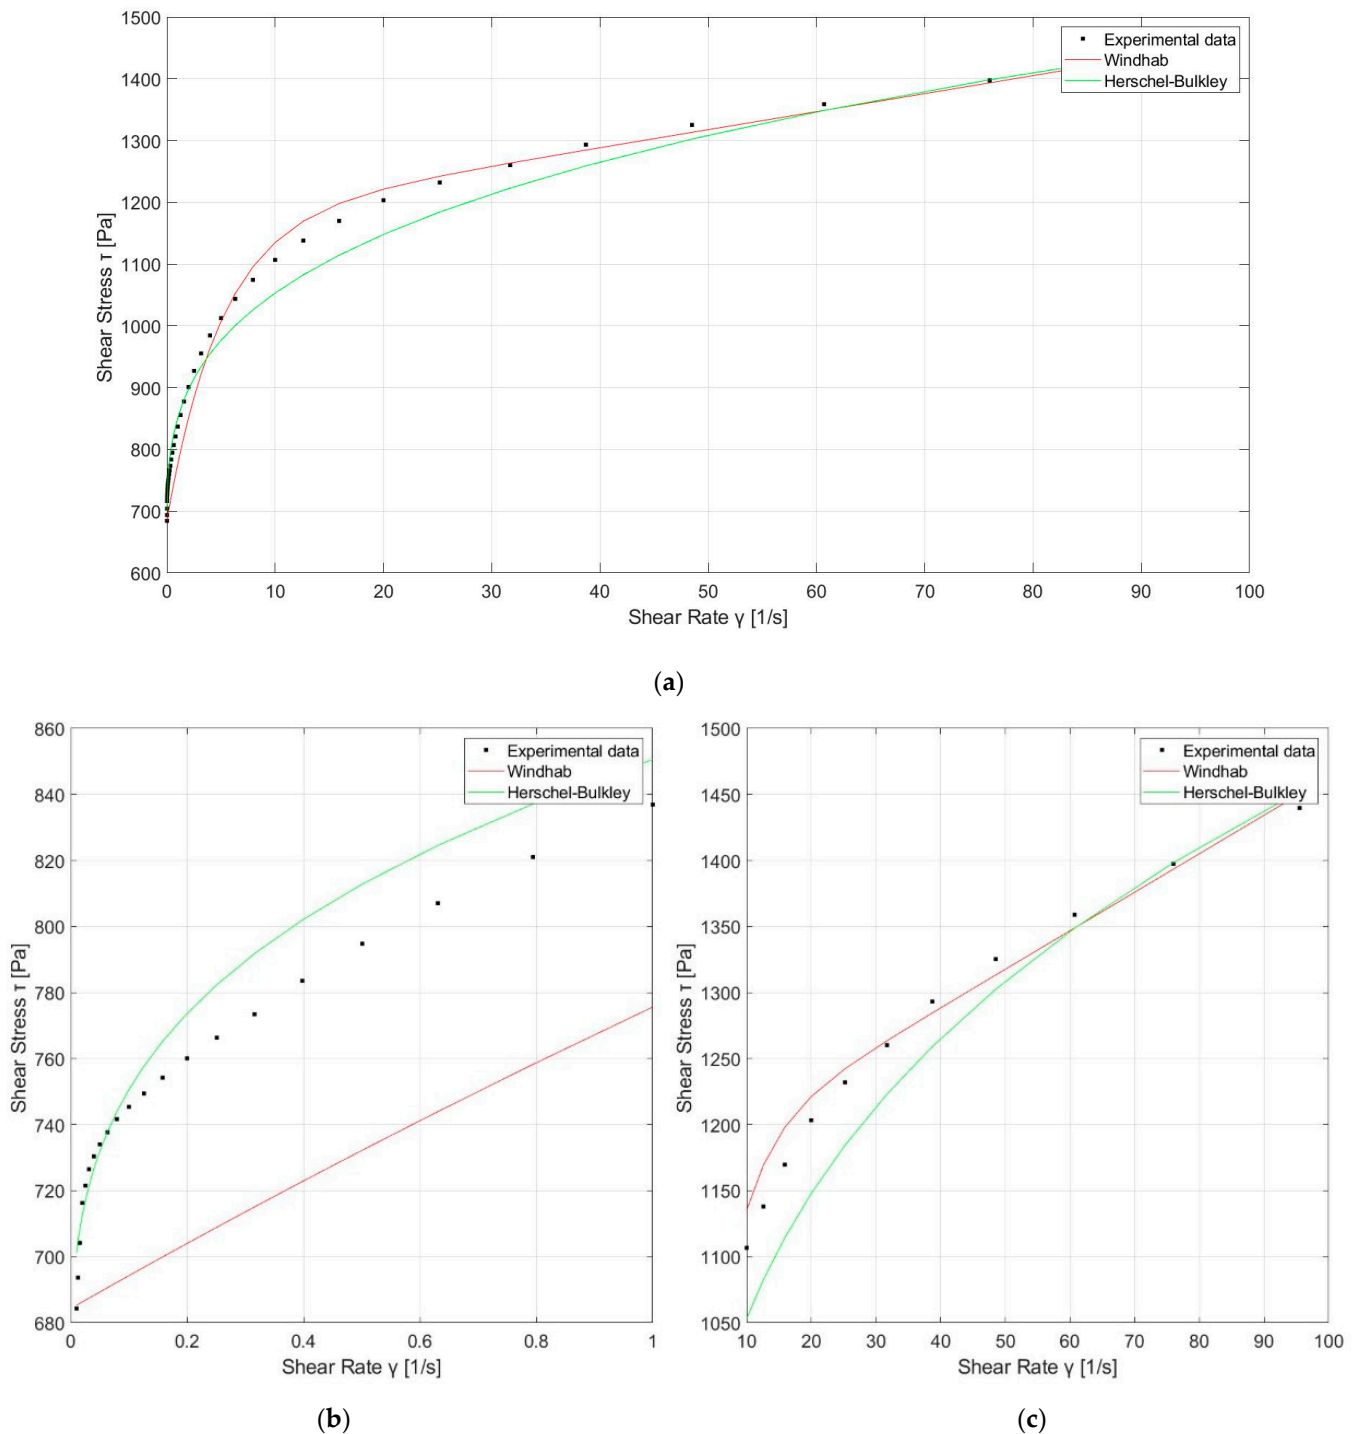 1500
1400
1300
1200
1100
1000
900
800
700
600
Shear Stress τ [Pa]
Experimental data
Windhab
Herschel-Bulkley
0 10 20 30 40 50 60 70 80 90 100
Shear Rate γ [1/s]
(a)
860
840
820
800
780
760
740
720
700
680
Shear Stress τ [Pa]
Experimental data
Windhab
Herschel-Bulkley
0 0.2 0.4 0.6 0.8 1
Shear Rate γ [1/s]
(b)
1500
1450
1400
1350
1300
1250
1200
1150
1100
1050
Shear Stress τ [Pa]
Experimental data
Windhab
Herschel-Bulkley
10 20 30 40 50 60 70 80 90 100
Shear Rate γ [1/s]
(c)